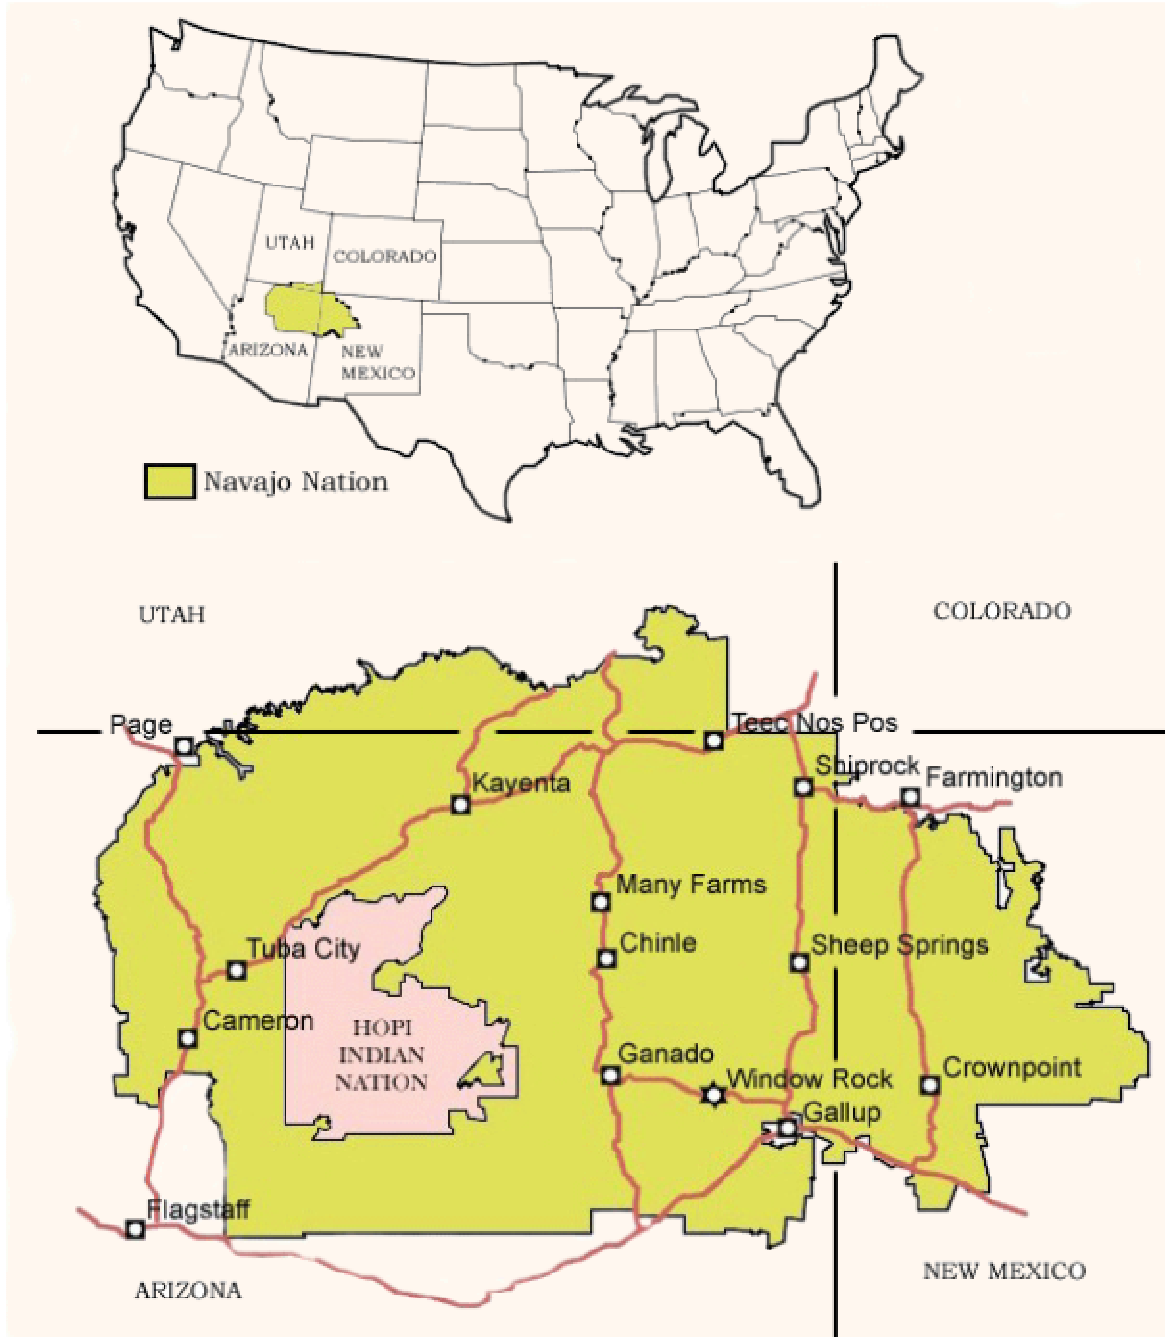 UTAH
COLORADO
ARIZONA
NEW
MEXICO
Navajo Nation
UTAH
COLORADO
Page
Teec Nos Pos
Shiprock
Farmington
Kayenta
Many Farms
Chinle
Sheep Springs
Tuba City
Cameron
HOPI
INDIAN
NATION
Ganado
Window Rock
Crownpoint
Gallup
Flagstaff
ARIZONA
NEW MEXICO